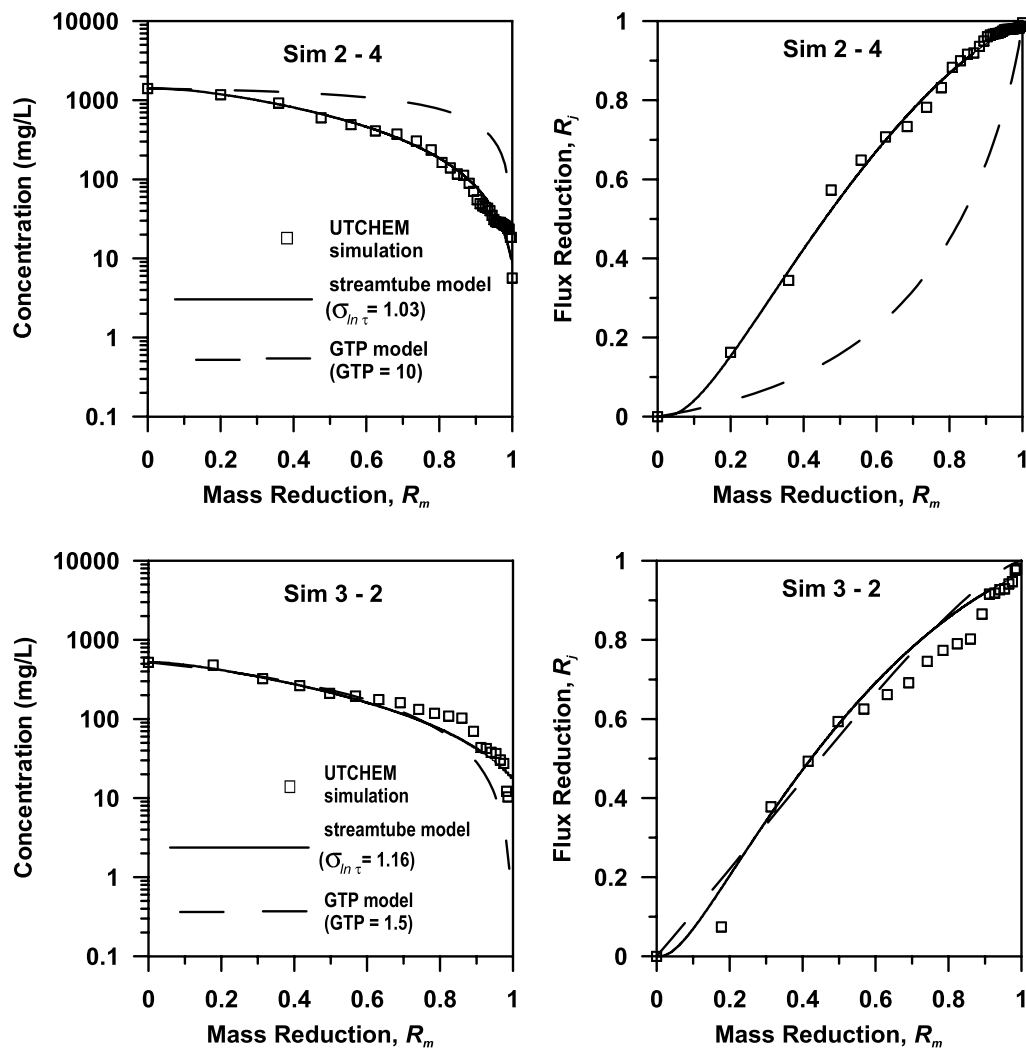 Sim 2 - 4
Concentration (mg/L)
10000
1000
100
10
1
0.1
UTCHEM
simulation
streamtube model
(σln τ = 1.03)
GTP model
(GTP = 10)
0 0.2 0.4 0.6 0.8 1
Mass Reduction, Rm
Sim 2 - 4
Flux Reduction, Rj
1
0.8
0.6
0.4
0.2
0
0 0.2 0.4 0.6 0.8 1
Mass Reduction, Rm
Sim 3 - 2
Concentration (mg/L)
10000
1000
100
10
1
0.1
UTCHEM
simulation
streamtube model
(σln τ = 1.16)
GTP model
(GTP = 1.5)
0 0.2 0.4 0.6 0.8 1
Mass Reduction, Rm
Sim 3 - 2
Flux Reduction, Rj
1
0.8
0.6
0.4
0.2
0
0 0.2 0.4 0.6 0.8 1
Mass Reduction, Rm